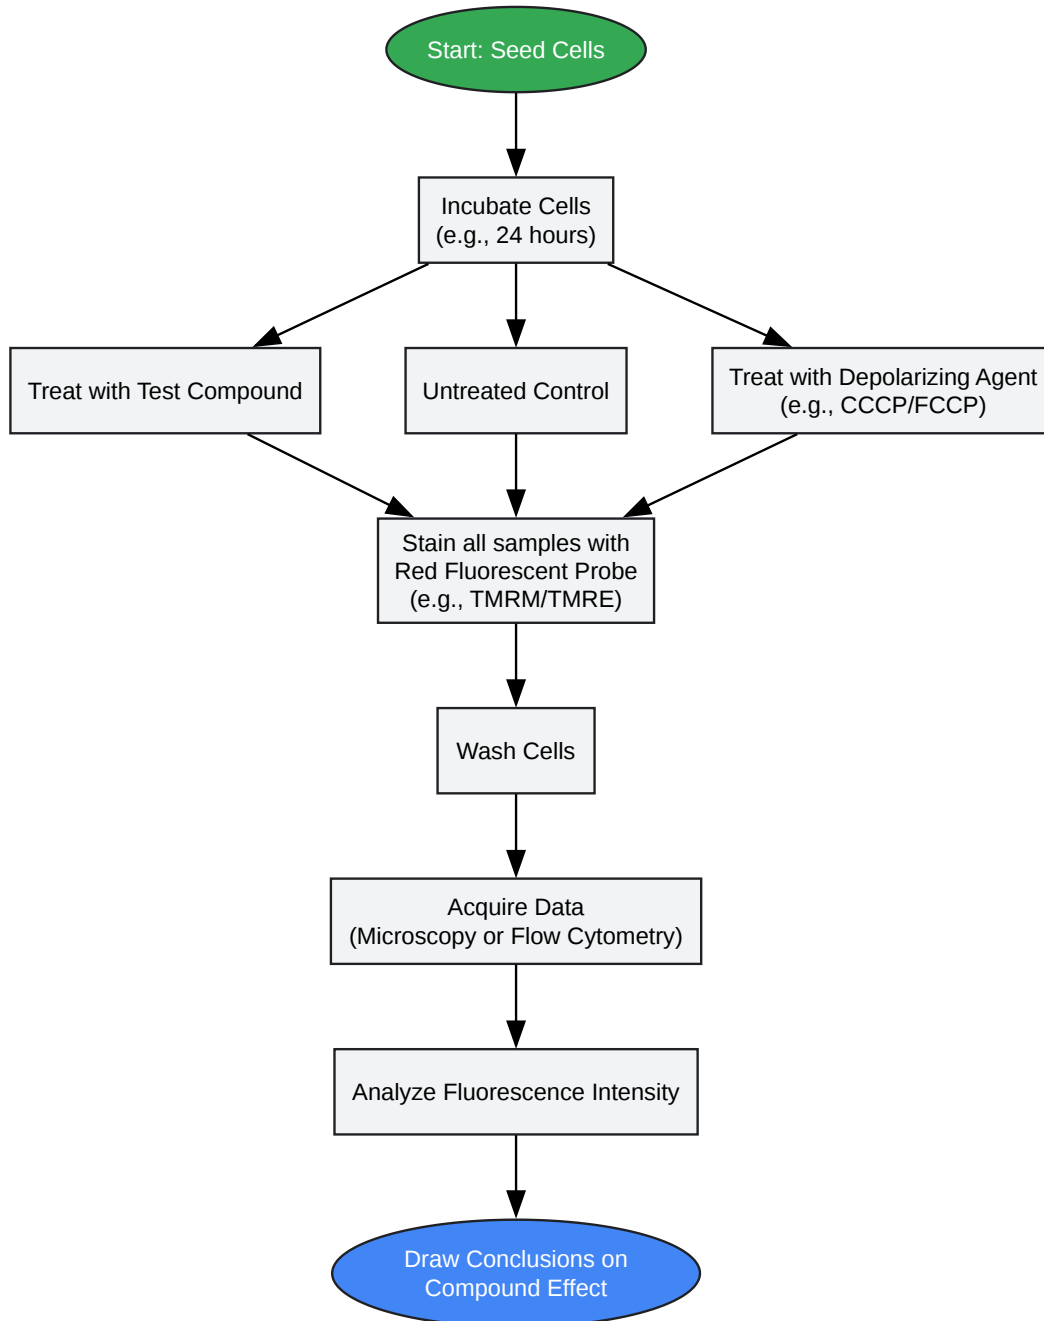 Start: Seed Cells
Incubate Cells
(e.g., 24 hours)
Treat with Test Compound
Untreated Control
Treat with Depolarizing Agent
(e.g., CCCP/FCCP)
Stain all samples with
Red Fluorescent Probe
(e.g., TMRM/TMRE)
Wash Cells
Acquire Data
(Microscopy or Flow Cytometry)
Analyze Fluorescence Intensity
Draw Conclusions on
Compound Effect